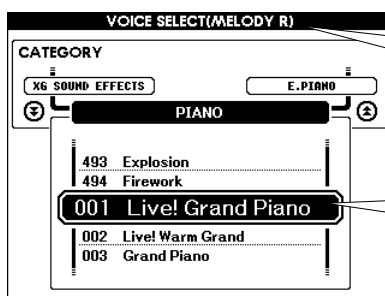 VOICE SELECT(MELODY R)
CATEGORY
XG SOUND EFFECTS
E.PIANO
PIANO
493 Explosion
494 Firework
001 Live! Grand Piano
002 Live! Warm Grand
003 Grand Piano